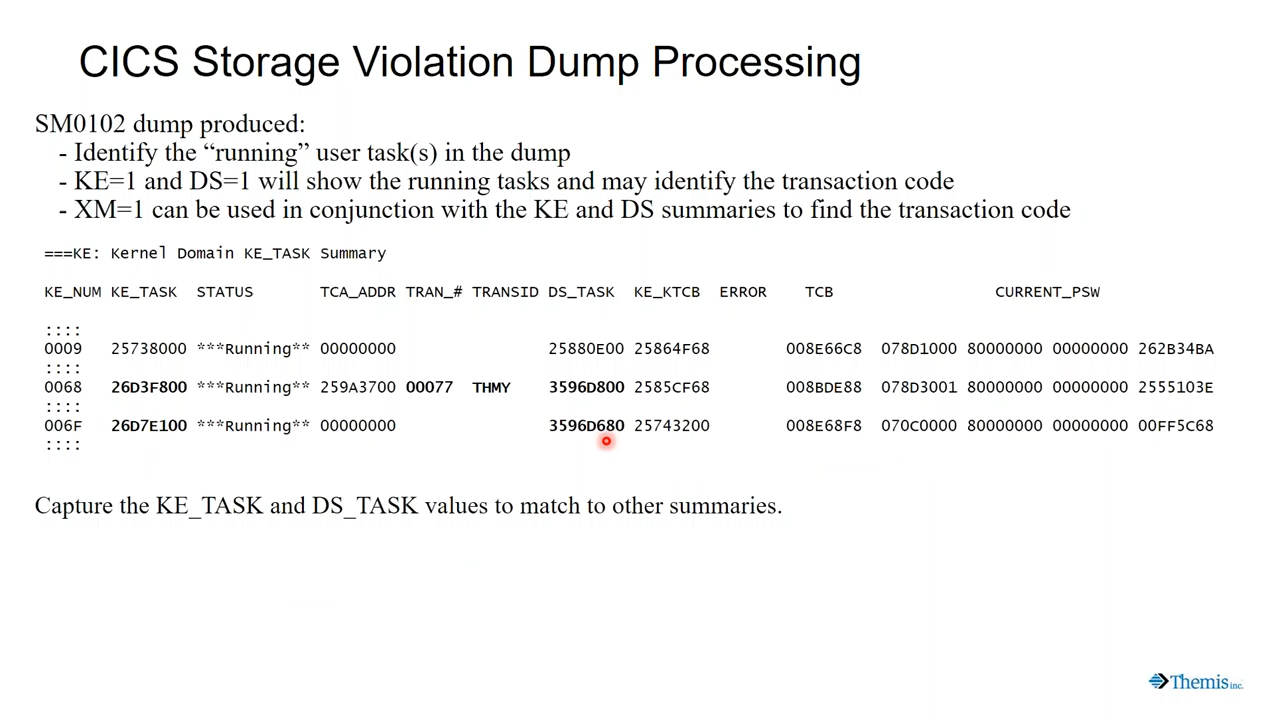 CICS Storage Violation Dump Processing
SM0102 dump produced:
- Identify the “running” user task(s) in the dump
- KE=1 and DS=1 will show the running tasks and may identify the transaction code
- XM=1 can be used in conjunction with the KE and DS summaries to find the transaction code
===KE: Kernel Domain KE_TASK Summary
KE_NUM KE_TASK STATUS TCA_ADDR TRAN_# TRANSID DS_TASK KE_KTCB ERROR TCB CURRENT_PSW
::::
0009 25738000 ***Running** 00000000 25880E00 25864F68 008E66C8 078D1000 80000000 00000000 262B34BA
::::
0068 26D3F800 ***Running** 259A3700 00077 THMY 3596D800 2585CF68 008BDE88 078D3001 80000000 00000000 2555103E
::::
006F 26D7E100 ***Running** 00000000 3596D680 25743200 008E68F8 070C0000 80000000 00000000 00FF5C68
::::
Capture the KE_TASK and DS_TASK values to match to other summaries.
Themis inc.